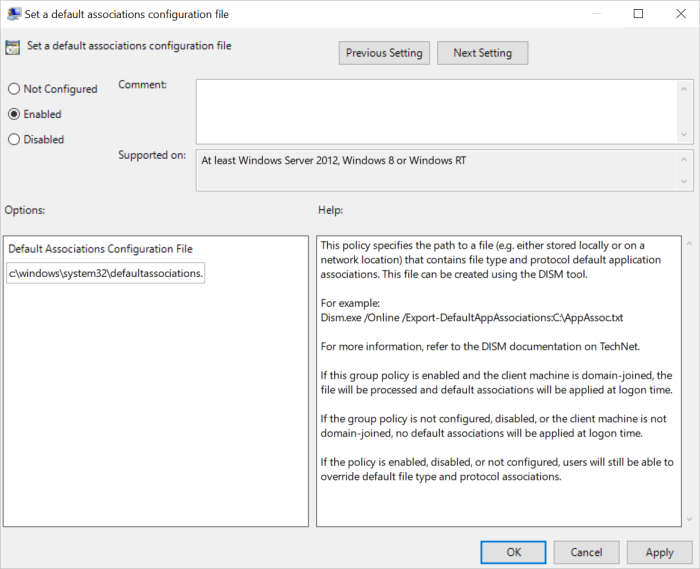 Set a default associations configuration file
Set a default associations configuration file
Previous Setting
Next Setting
Not Configured
Enabled
Disabled
Comment:
Supported on:
At least Windows Server 2012, Windows 8 or Windows RT
Options:
Help:
Default Associations Configuration File
c\windows\system32\defaultassociations.
This policy specifies the path to a file (e.g. either stored locally or on a
network location) that contains file type and protocol default application
associations. This file can be created using the DISM tool.
For example:
Dism.exe /Online /Export-DefaultAppAssociations:C:\AppAssoc.txt
For more information, refer to the DISM documentation on TechNet.
If this group policy is enabled and the client machine is domain-joined, the
file will be processed and default associations will be applied at logon time.
If the group policy is not configured, disabled, or the client machine is not
domain-joined, no default associations will be applied at logon time.
If the policy is enabled, disabled, or not configured, users will still be able to
override default file type and protocol associations.
OK
Cancel
Apply